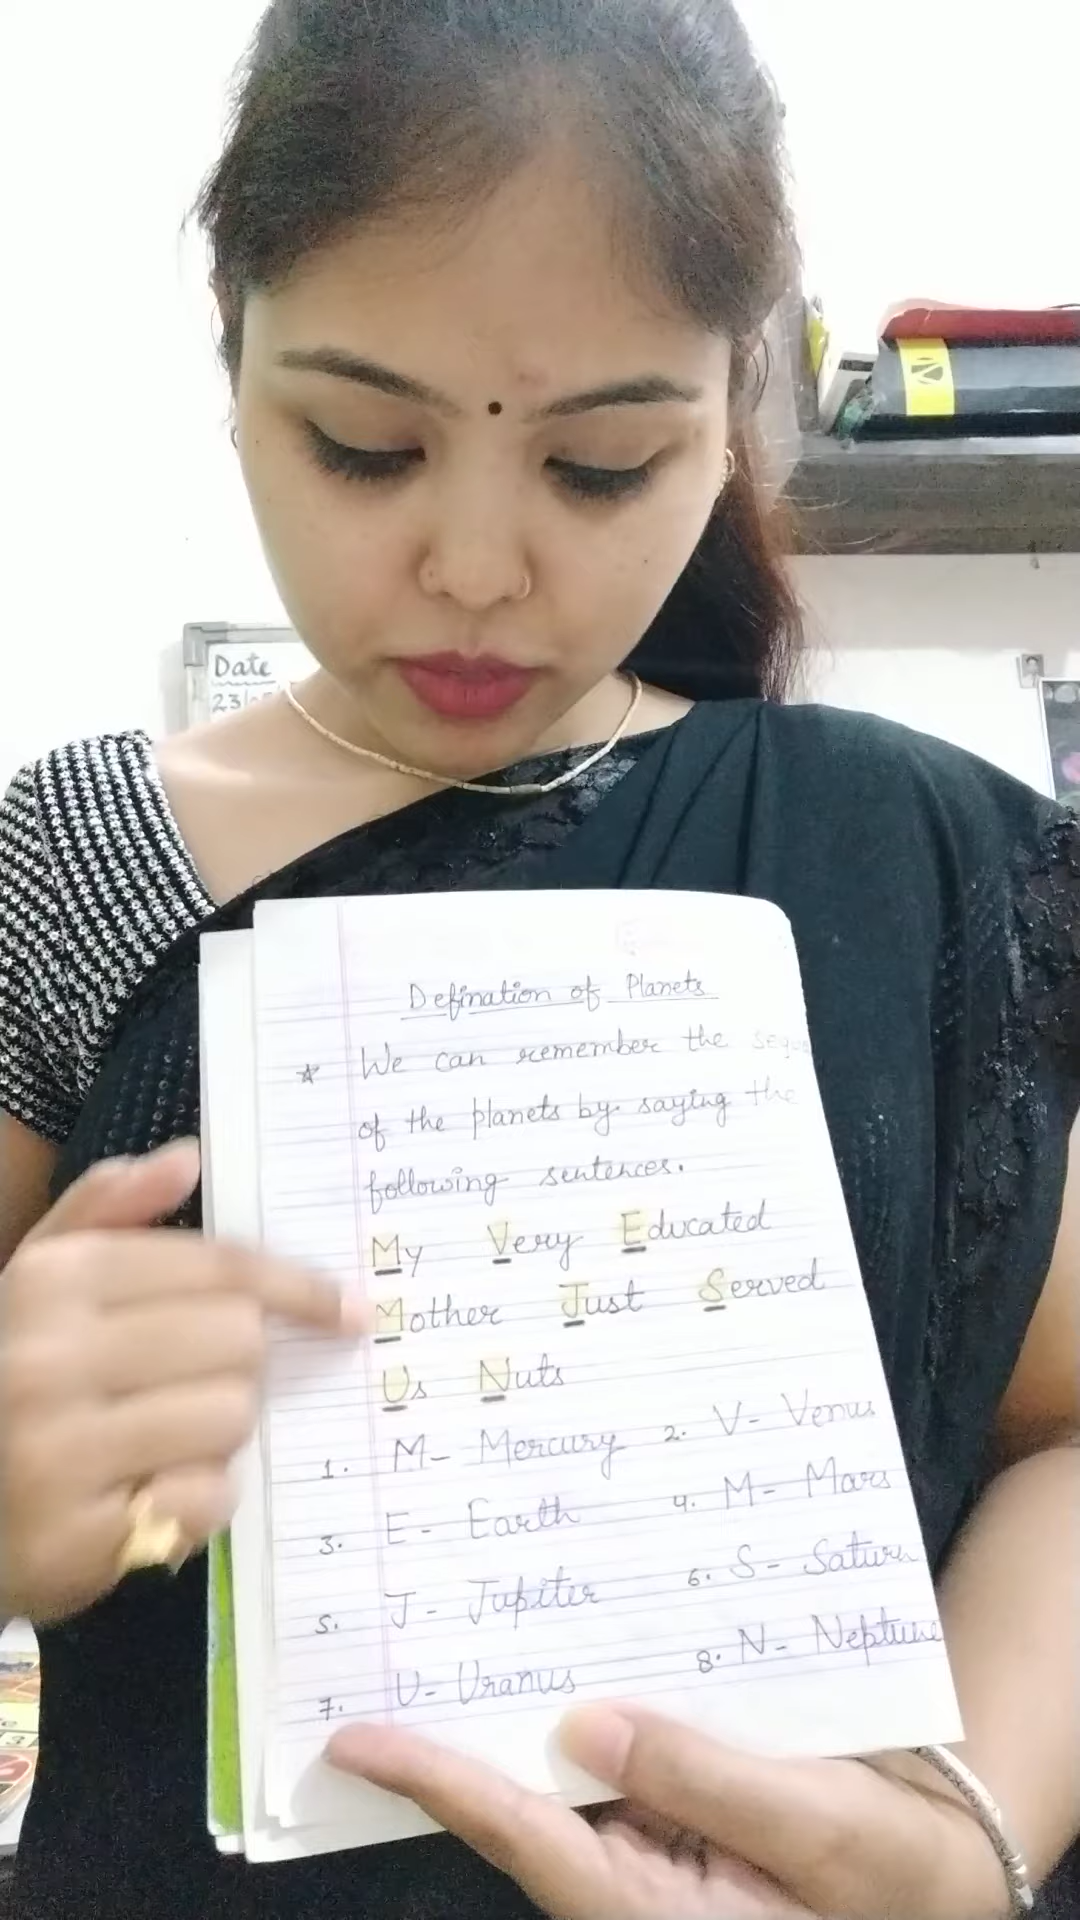 Date
23/0
Defination of Planets
We can remember the sequ
of the planets by saying the
following sentences.
My Very Educated
Mother Just Served
Us Nuts
1. M- Mercury 2. V- Venus
3. E- Earth 4. M- Mars
5. J- Jupiter 6. S- Saturn
7. U- Uranus 8. N- Neptune